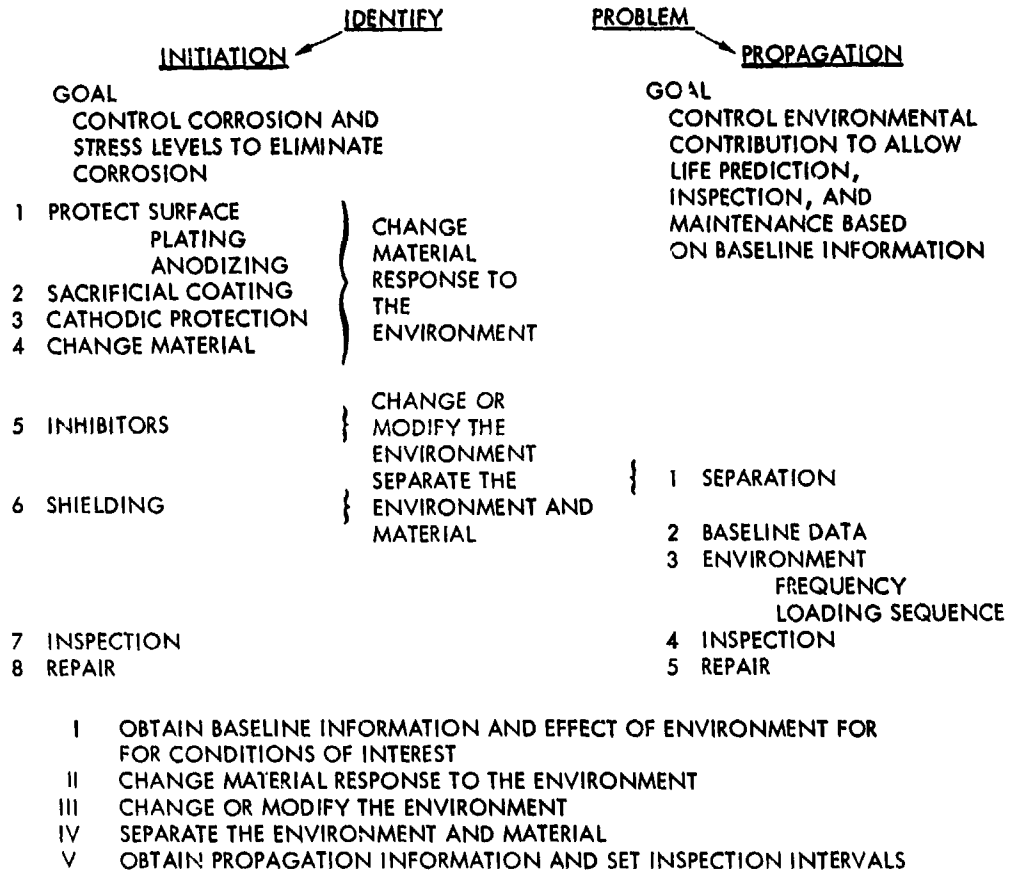 IDENTIFY PROBLEM
INITIATION
PROPAGATION
GOAL
CONTROL CORROSION AND
STRESS LEVELS TO ELIMINATE
CORROSION
GOAL
CONTROL ENVIRONMENTAL
CONTRIBUTION TO ALLOW
LIFE PREDICTION,
INSPECTION, AND
MAINTENANCE BASED
ON BASELINE INFORMATION
1 PROTECT SURFACE
PLATING
ANODIZING
2 SACRIFICIAL COATING
3 CATHODIC PROTECTION
4 CHANGE MATERIAL
CHANGE
MATERIAL
RESPONSE TO
THE
ENVIRONMENT
5 INHIBITORS
CHANGE OR
MODIFY THE
ENVIRONMENT
6 SHIELDING
SEPARATE THE
ENVIRONMENT AND
MATERIAL
1 SEPARATION
2 BASELINE DATA
3 ENVIRONMENT
FREQUENCY
LOADING SEQUENCE
7 INSPECTION
8 REPAIR
4 INSPECTION
5 REPAIR
I OBTAIN BASELINE INFORMATION AND EFFECT OF ENVIRONMENT FOR
FOR CONDITIONS OF INTEREST
II CHANGE MATERIAL RESPONSE TO THE ENVIRONMENT
III CHANGE OR MODIFY THE ENVIRONMENT
IV SEPARATE THE ENVIRONMENT AND MATERIAL
V OBTAIN PROPAGATION INFORMATION AND SET INSPECTION INTERVALS